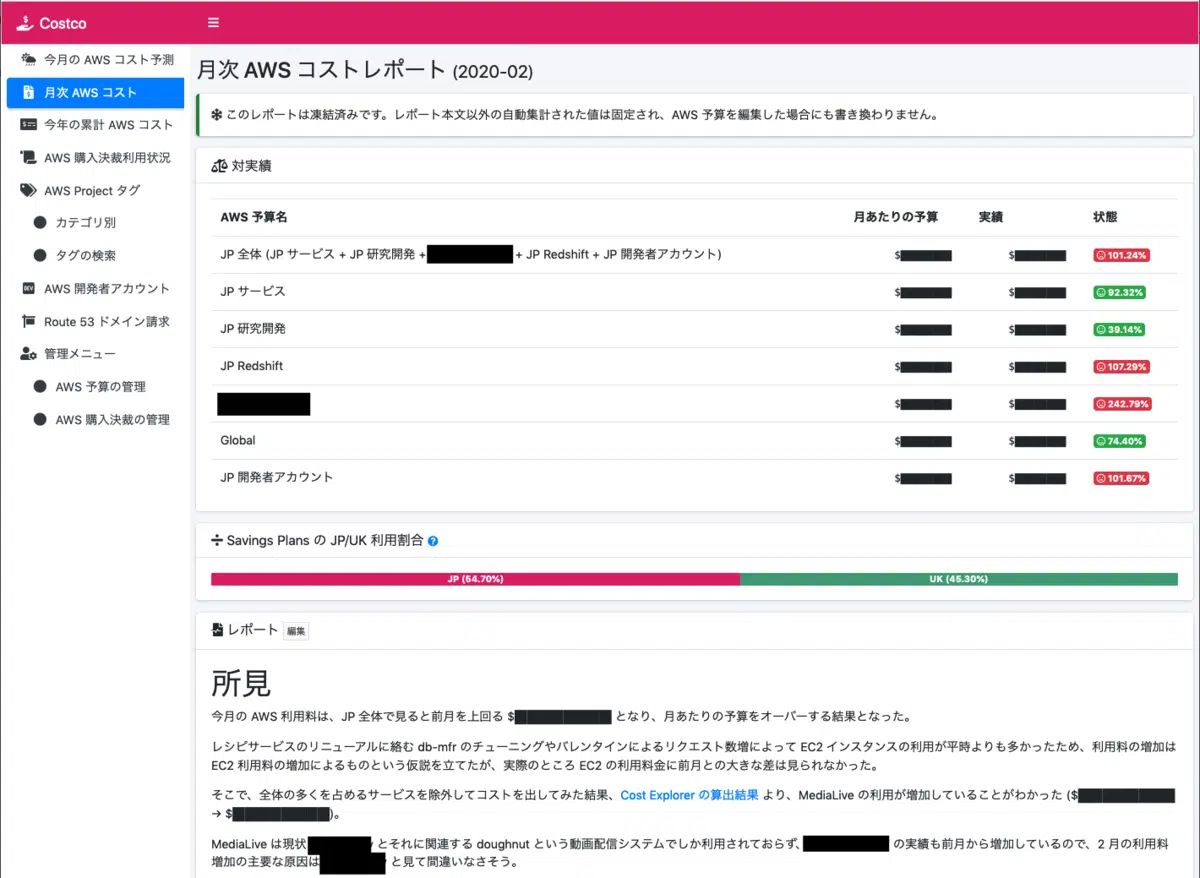 Costco
今月の AWS コスト予測
月次 AWS コスト
今年の累計 AWS コスト
AWS 購入決裁利用状況
AWS Project タグ
カテゴリ別
タグの検索
AWS 開発者アカウント
Route 53 ドメイン請求
管理メニュー
AWS 予算の管理
AWS 購入決裁の管理
月次 AWS コストレポート (2020-02)
このレポートは凍結済みです。レポート本文以外の自動集計された値は固定され、AWS 予算を編集した場合にも書き換わりません。
対実績
AWS 予算名 月あたりの予算 実績 状態
JP 全体 (JP サービス + JP 研究開発 + + JP Redshift + JP 開発者アカウント) $ $ 101.24%
JP サービス $ $ 92.32%
JP 研究開発 $ $ 39.14%
JP Redshift $ $ 107.29%
$ $ 242.79%
Global $ $ 74.40%
JP 開発者アカウント $ $ 101.67%
Savings Plans の JP/UK 利用割合
JP (54.70%) UK (45.30%)
レポート 編集
所見
今月の AWS 利用料は、JP 全体で見ると前月を上回る $ となり、月あたりの予算をオーバーする結果となった。
レシピサービスのリニューアルに絡む db-mfr のチューニングやバレンタインによるリクエスト数増によって EC2 インスタンスの利用が平時よりも多かったため、利用料の増加は
EC2 利用料の増加によるものという仮説を立てたが、実際のところ EC2 の利用料金に前月との大きな差は見られなかった。
そこで、全体の多くを占めるサービスを除外してコストを出してみた結果、Cost Explorer の算出結果 より、MediaLive の利用が増加していることがわかった ($
→ $ )。
MediaLive は現状 とそれに関連する doughnut という動画配信システムでしか利用されておらず、 の実績も前月から増加しているので、2 月の利用料
増加の主要な原因は と見て間違いなさそう。